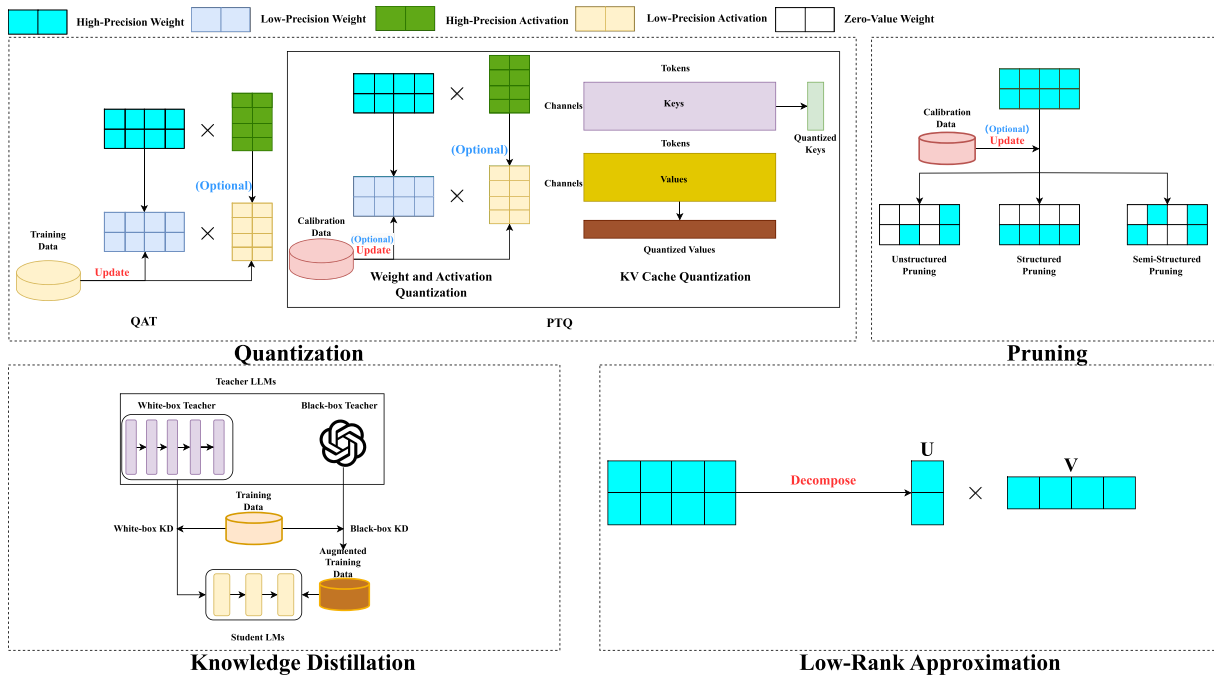 High-Precision Weight
Low-Precision Weight
High-Precision Activation
Low-Precision Activation
Zero-Value Weight
(Optional)
Training
Data
Update
QAT
(Optional)
Calibration
Data
(Optional)
Update
Weight and Activation
Quantization
Tokens
Channels
Keys
Quantized
Keys
Tokens
Channels
Values
Quantized Values
KV Cache Quantization
PTQ
Quantization
Calibration
Data
(Optional)
Update
Unstructured
Pruning
Structured
Pruning
Semi-Structured
Pruning
Pruning
Teacher LLMs
White-box Teacher
Black-box Teacher
Training
Data
White-box KD
Black-box KD
Augmented
Training
Data
Student LMs
Knowledge Distillation
Decompose
U
V
Low-Rank Approximation